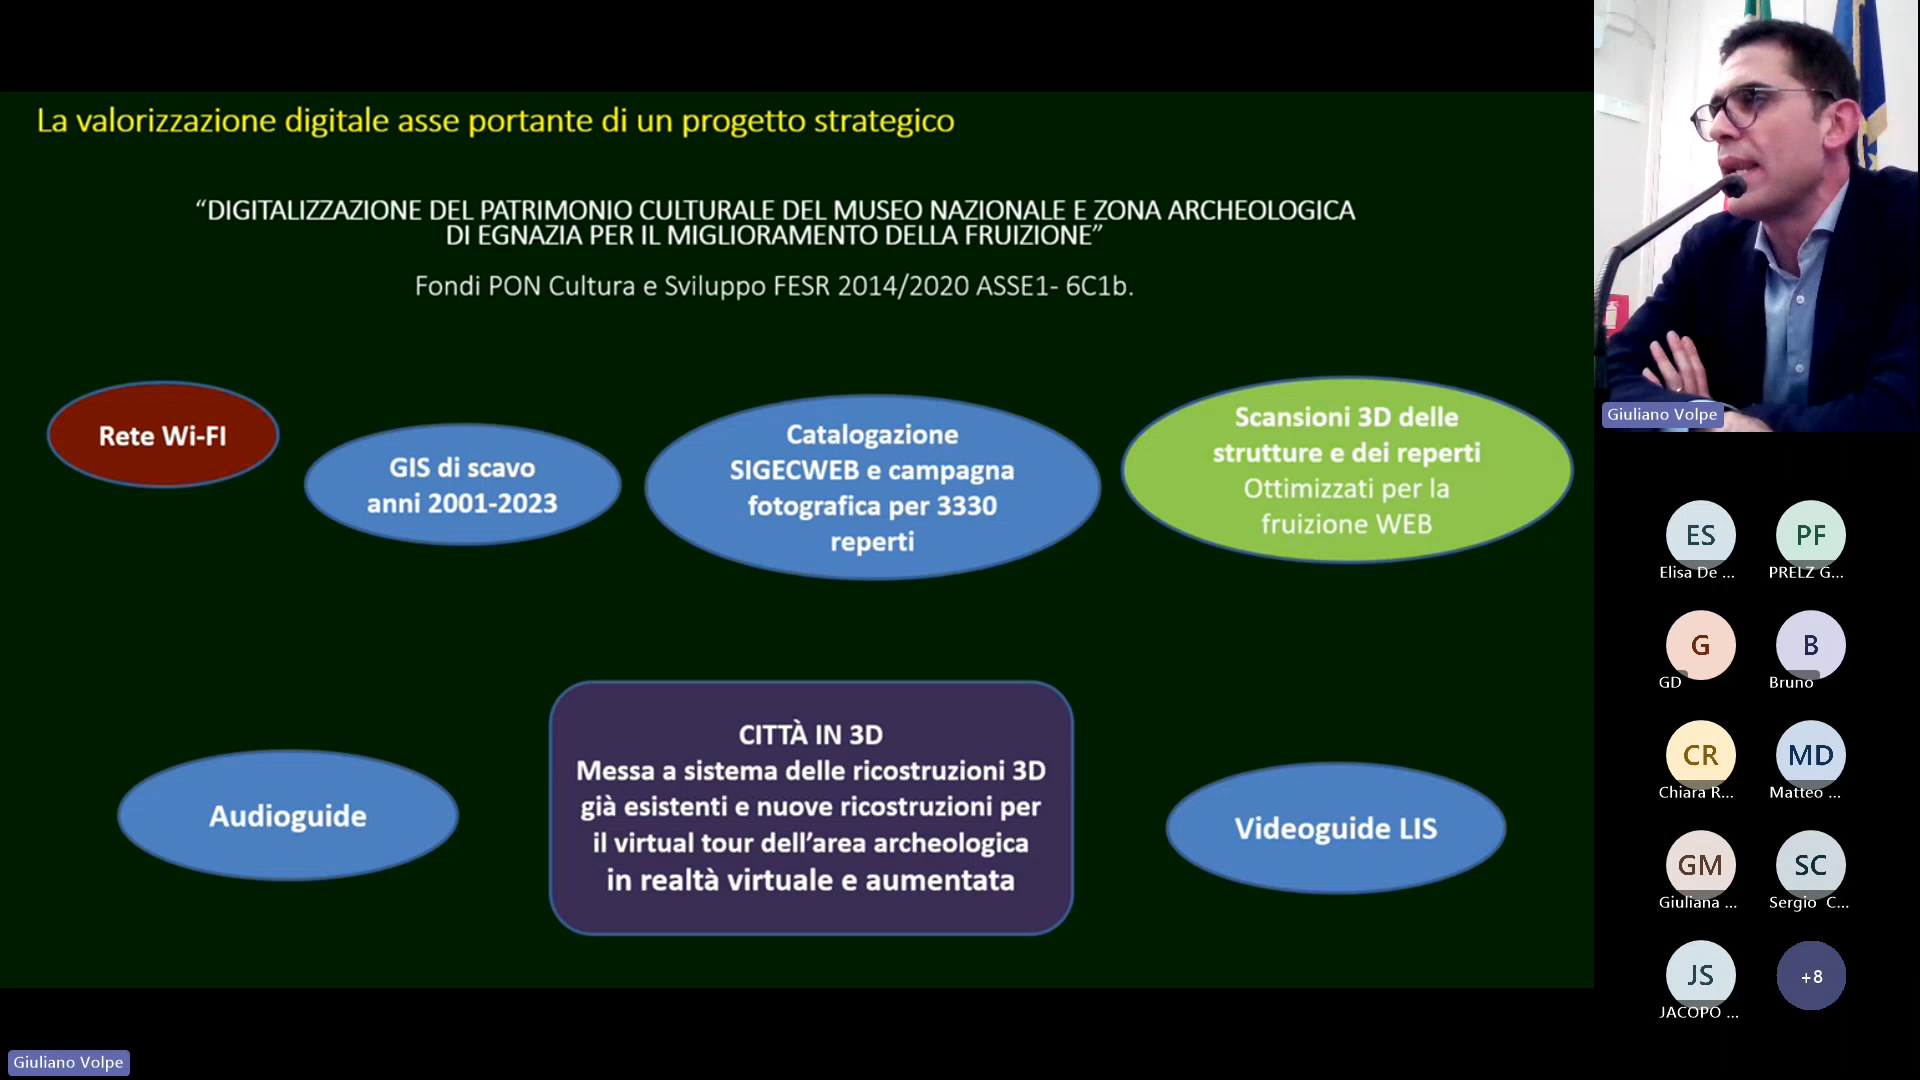 La valorizzazione digitale asse portante di un progetto strategico
“DIGITALIZZAZIONE DEL PATRIMONIO CULTURALE DEL MUSEO NAZIONALE E ZONA ARCHEOLOGICA
DI EGNAZIA PER IL MIGLIORAMENTO DELLA FRUIZIONE”
Fondi PON Cultura e Sviluppo FESR 2014/2020 ASSE1- 6C1b.
Rete Wi-FI
GIS di scavo
anni 2001-2023
Catalogazione
SIGECWEB e campagna
fotografica per 3330
reperti
Scansioni 3D delle
strutture e dei reperti
Ottimizzati per la
fruizione WEB
Audioguide
CITTÀ IN 3D
Messa a sistema delle ricostruzioni 3D
già esistenti e nuove ricostruzioni per
il virtual tour dell’area archeologica
in realtà virtuale e aumentata
Videoguide LIS
Giuliano Volpe
Giuliano Volpe
ES
Elisa De ...
PF
PRELZ G...
G
GD
B
Bruno
CR
Chiara R...
MD
Matteo ...
GM
Giuliana ...
SC
Sergio C...
JS
JACOPO ...
+8